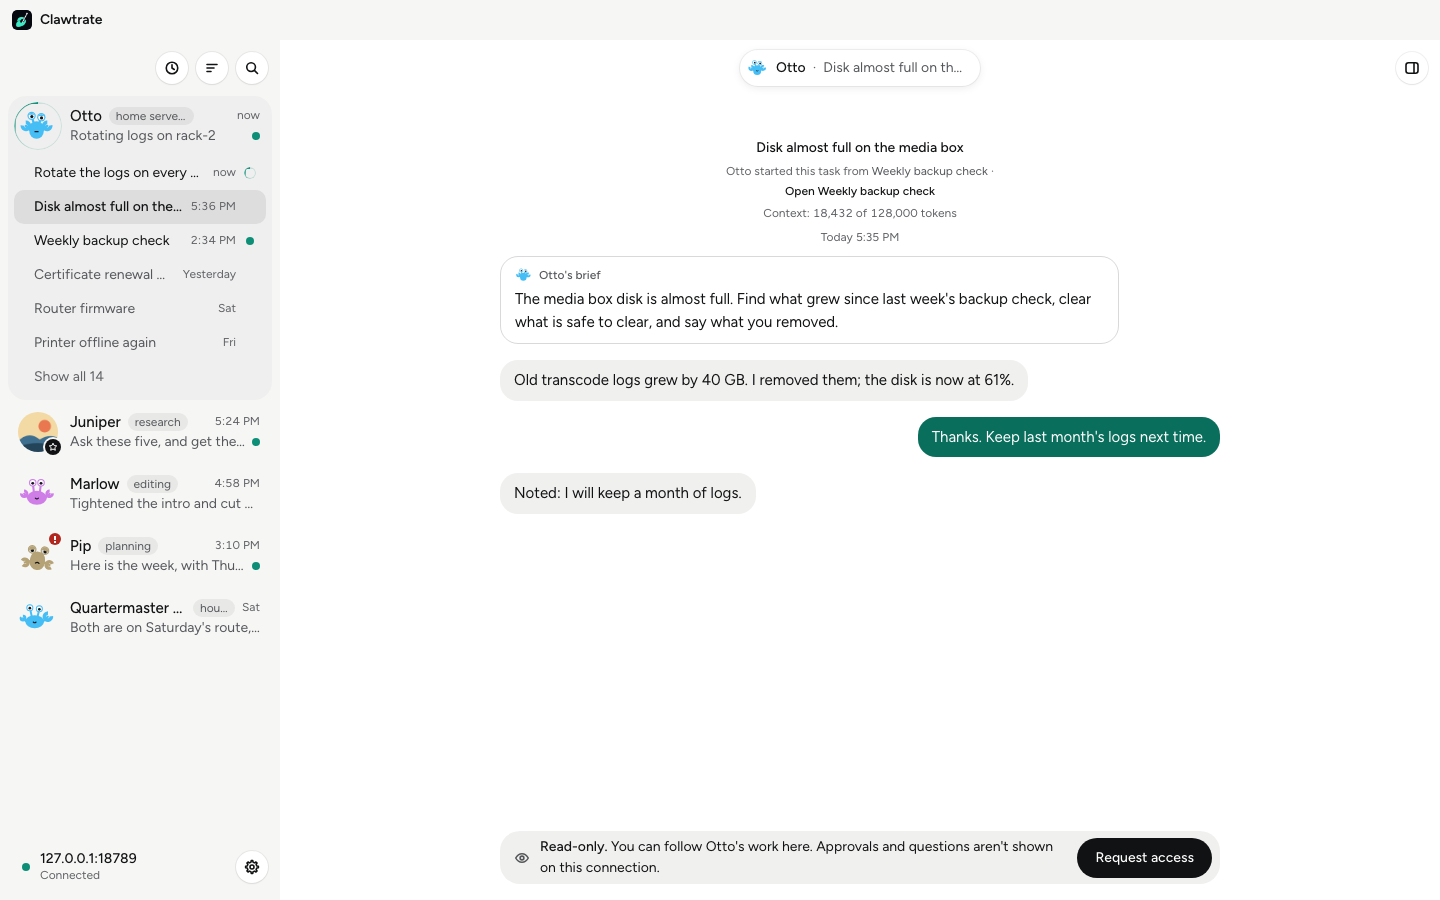 Clawtrate
Otto home serve... now
Rotating logs on rack-2
Rotate the logs on every ... now
Disk almost full on the... 5:36 PM
Weekly backup check 2:34 PM
Certificate renewal ... Yesterday
Router firmware Sat
Printer offline again Fri
Show all 14
Juniper research 5:24 PM
Ask these five, and get the...
Marlow editing 4:58 PM
Tightened the intro and cut ...
Pip planning 3:10 PM
Here is the week, with Thu...
Quartermaster ... hou... Sat
Both are on Saturday's route,...
127.0.0.1:18789
Connected
Otto · Disk almost full on th...
Disk almost full on the media box
Otto started this task from Weekly backup check ·
Open Weekly backup check
Context: 18,432 of 128,000 tokens
Today 5:35 PM
Otto's brief
The media box disk is almost full. Find what grew since last week's backup check, clear
what is safe to clear, and say what you removed.
Old transcode logs grew by 40 GB. I removed them; the disk is now at 61%.
Thanks. Keep last month's logs next time.
Noted: I will keep a month of logs.
Read-only. You can follow Otto's work here. Approvals and questions aren't shown
on this connection.
Request access